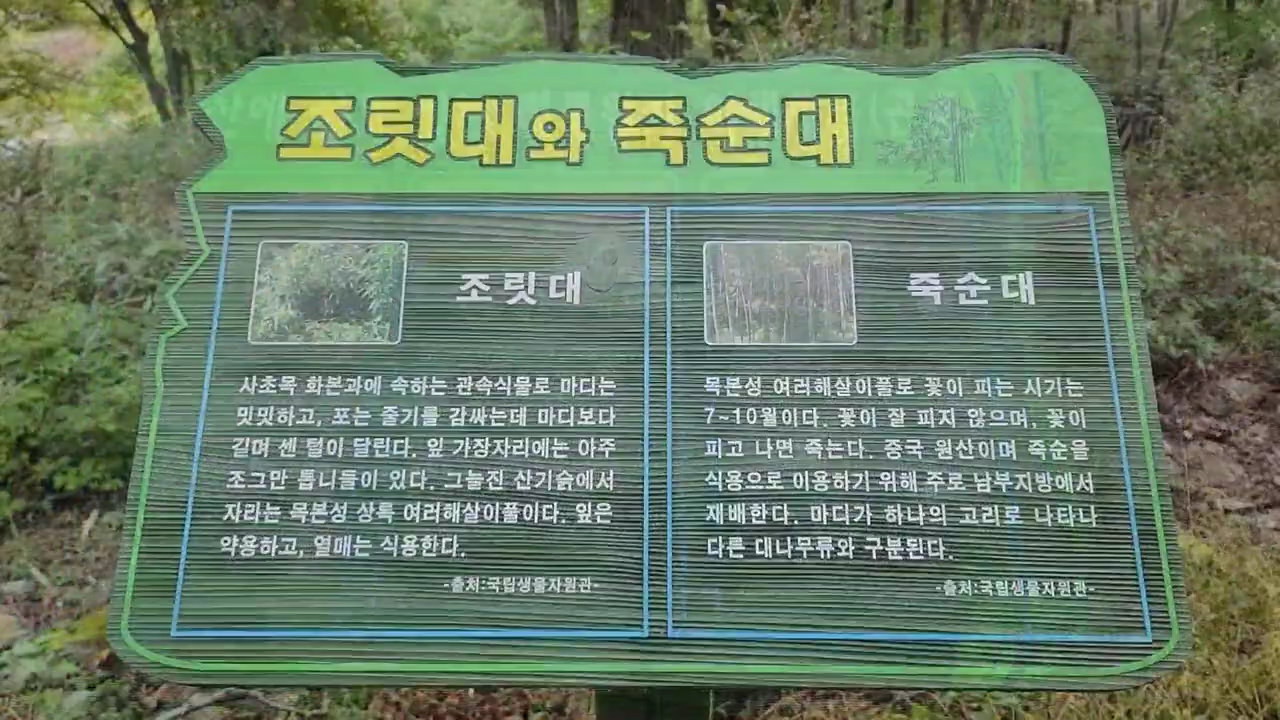 조릿대와 죽순대
조릿대
사초목 화본과에 속하는 관속식물로 마디는
밋밋하고, 포는 줄기를 감싸는데 마디보다
길며 센 털이 달린다. 잎 가장자리에는 아주
조그만 톱니들이 있다. 그늘진 산기슭에서
자라는 목본성 상록 여러해살이풀이다. 잎은
약용하고, 열매는 식용한다.
-출처:국립생물자원관-
죽순대
목본성 여러해살이풀로 꽃이 피는 시기는
7~10월이다. 꽃이 잘 피지 않으며, 꽃이
피고 나면 죽는다. 중국 원산이며 죽순을
식용으로 이용하기 위해 주로 남부지방에서
재배한다. 마디가 하나의 고리로 나타나
다른 대나무류와 구분된다.
-출처:국립생물자원관-